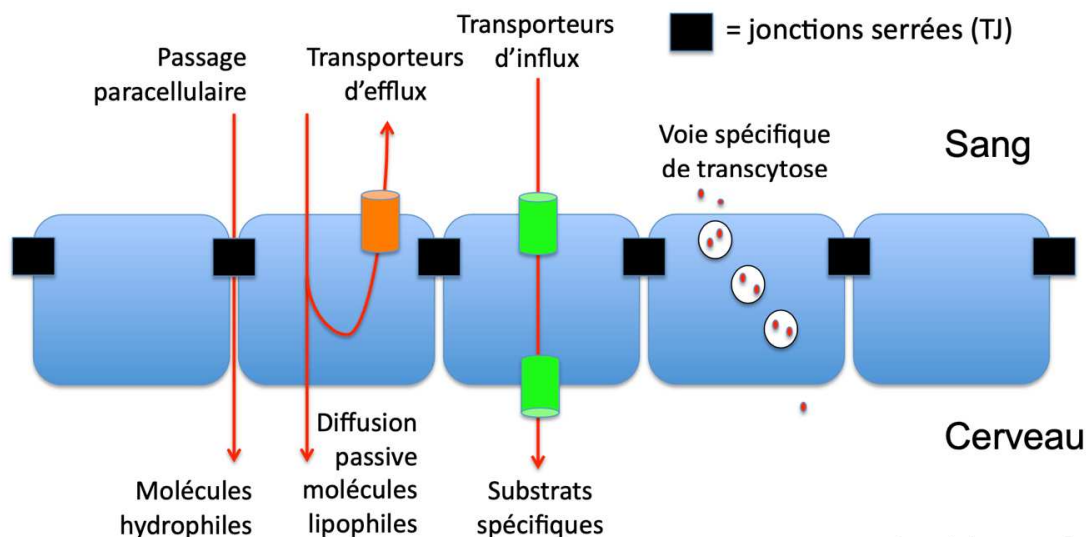 Passage
paracellulaire
Transporteurs
d'efflux
Transporteurs
d'influx
= jonctions serrées (TJ)
Voie spécifique
de transcytose
Sang
Cerveau
Molécules
hydrophiles
Diffusion
passive
molécules
lipophiles
Substrats
spécifiques